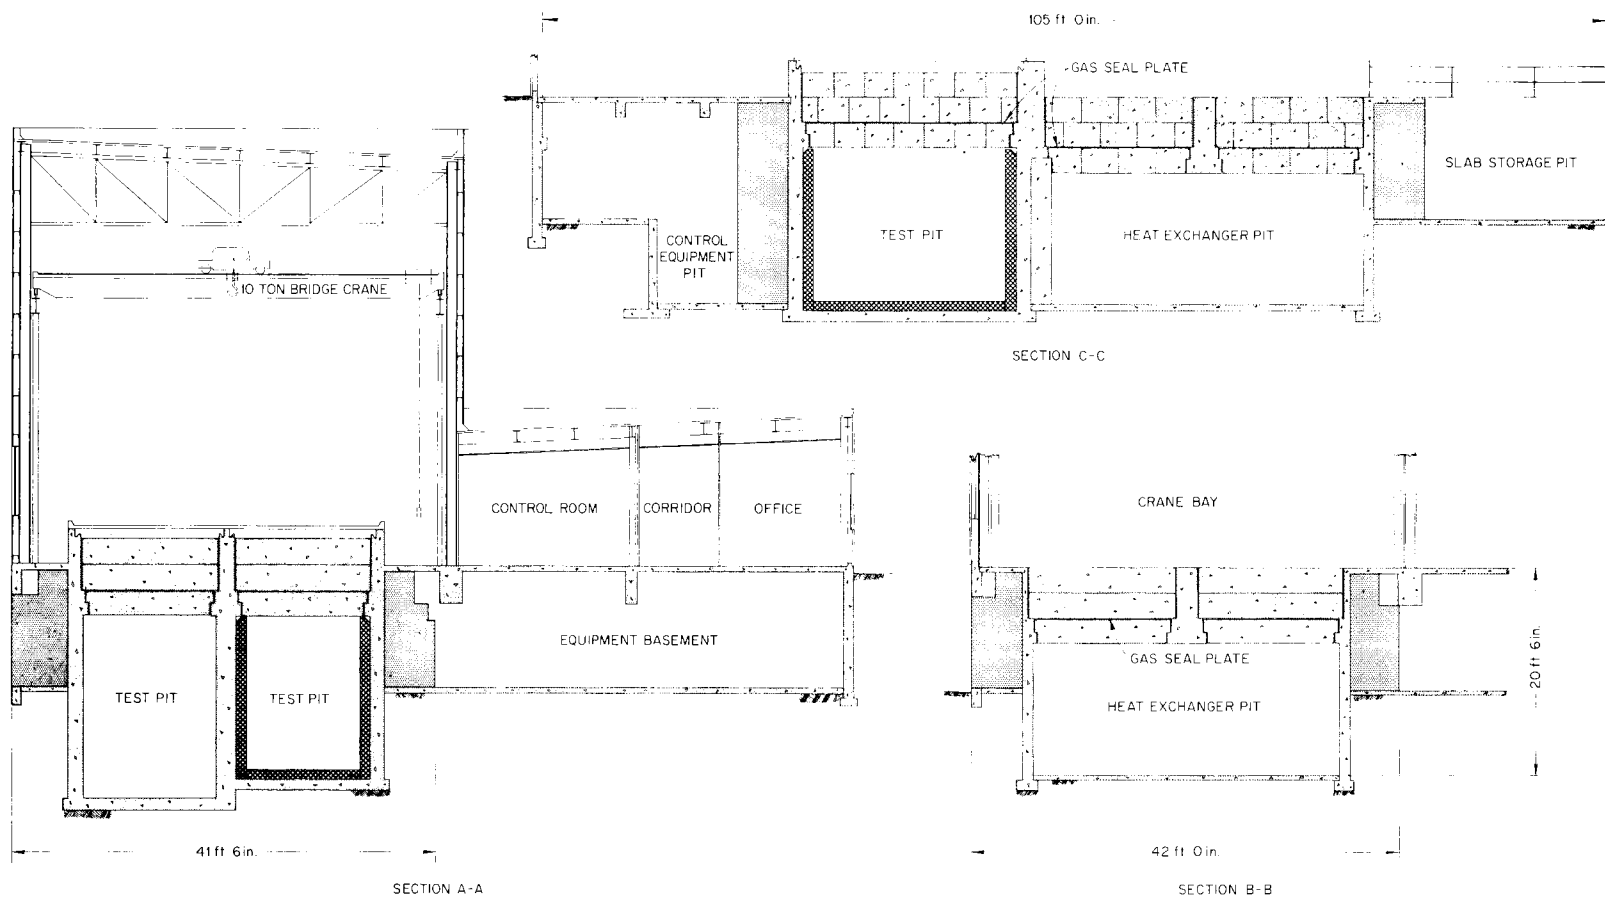 105 ft 0 in.
GAS SEAL PLATE
SLAB STORAGE PIT
TEST PIT
HEAT EXCHANGER PIT
CONTROL
EQUIPMENT
PIT
SECTION C-C
10 TON BRIDGE CRANE
CONTROL ROOM
CORRIDOR
OFFICE
EQUIPMENT BASEMENT
TEST PIT
TEST PIT
41 ft 6 in.
SECTION A-A
CRANE BAY
GAS SEAL PLATE
HEAT EXCHANGER PIT
20 ft 6 in.
42 ft 0 in.
SECTION B-B